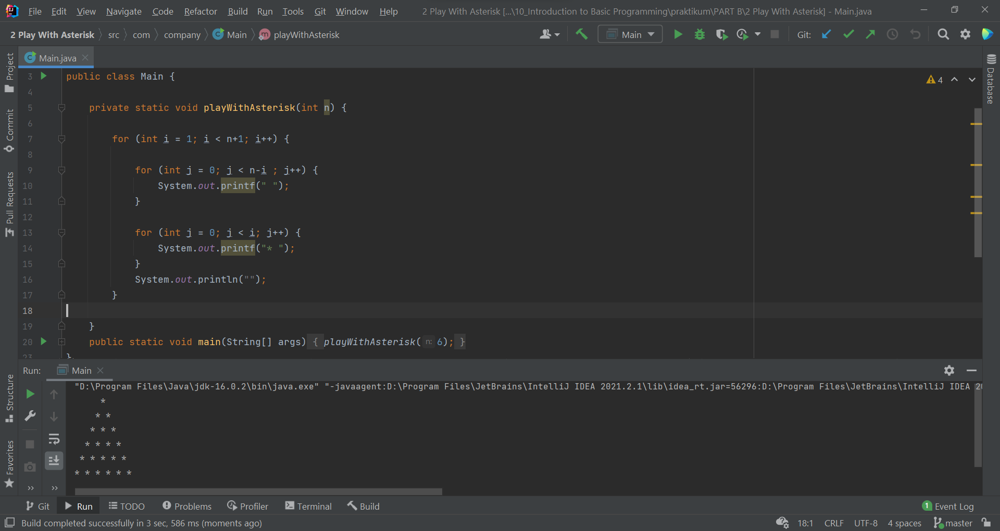 File Edit View Navigate Code Refactor Build Run Tools Git Window Help 2 Play With Asterisk [...\10_Introduction to Basic Programming\praktikum\PART B\2 Play With Asterisk] - Main.java
2 Play With Asterisk src com company Main playWithAsterisk Main Git:
Main.java
Project
Commit
Pull Requests
Structure
Favorites
Database
3 public class Main { 4
4
5 private static void playWithAsterisk(int n) {
6
7 for (int i = 1; i < n+1; i++) {
8
9 for (int j = 0; j < n-i ; j++) {
10 System.out.printf(" ");
11 }
12
13 for (int j = 0; j < i; j++) {
14 System.out.printf("* ");
15 }
16 System.out.println("");
17 }
18
19 }
20 public static void main(String[] args) { playWithAsterisk( n: 6); }
23 }
Run: Main
"D:\Program Files\Java\jdk-16.0.2\bin\java.exe" "-javaagent:D:\Program Files\JetBrains\IntelliJ IDEA 2021.2.1\lib\idea_rt.jar=56296:D:\Program Files\JetBrains\IntelliJ IDEA
*
* *
* * *
* * * *
* * * * *
* * * * * *
Git Run TODO Problems Profiler Terminal Build 1 Event Log
Build completed successfully in 3 sec, 586 ms (moments ago) 18:1 CRLF UTF-8 4 spaces master